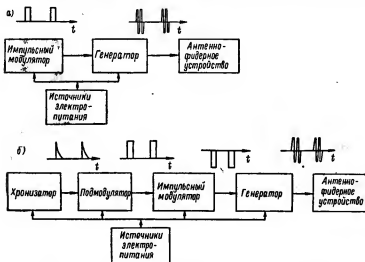 а)
t
t
Импульсный
модулятор
Генератор
Антенно-
фидерное
устройство
Источники
электро-
питания
б)
t
t
t
t
Хронизатор
Подмодулятор
Импульсный
модулятор
Генератор
Антенно-
фидерное
устройство
Источники
электро-
питания